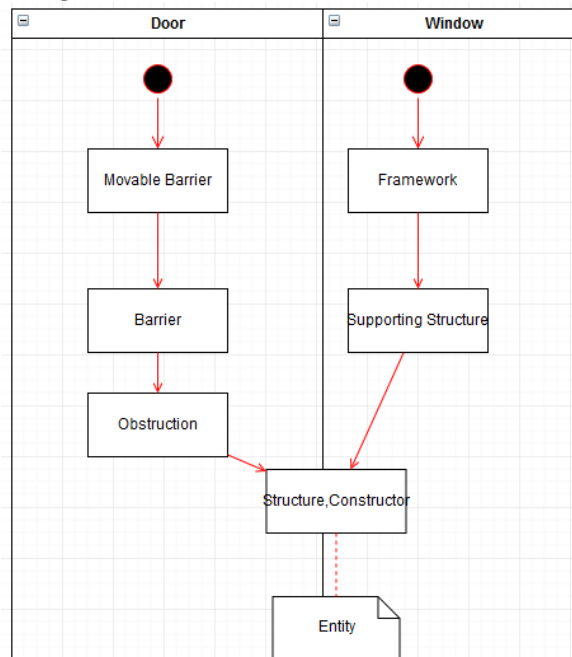 Door
Window
Movable Barrier
Framework
Barrier
Supporting Structure
Obstruction
Structure,Constructor
Entity